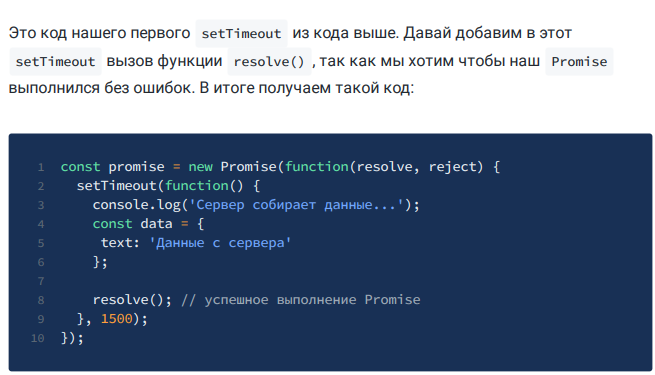 Это код нашего первого setTimeout из кода выше. Давай добавим в этот
setTimeout вызов функции resolve() , так как мы хотим чтобы наш Promise
выполнился без ошибок. В итоге получаем такой код:
1 const promise = new Promise(function(resolve, reject) {
2 setTimeout(function() {
3 console.log('Сервер собирает данные...');
4 const data = {
5 text: 'Данные с сервера'
6 };
7
8 resolve(); // успешное выполнение Promise
9 }, 1500);
10 });